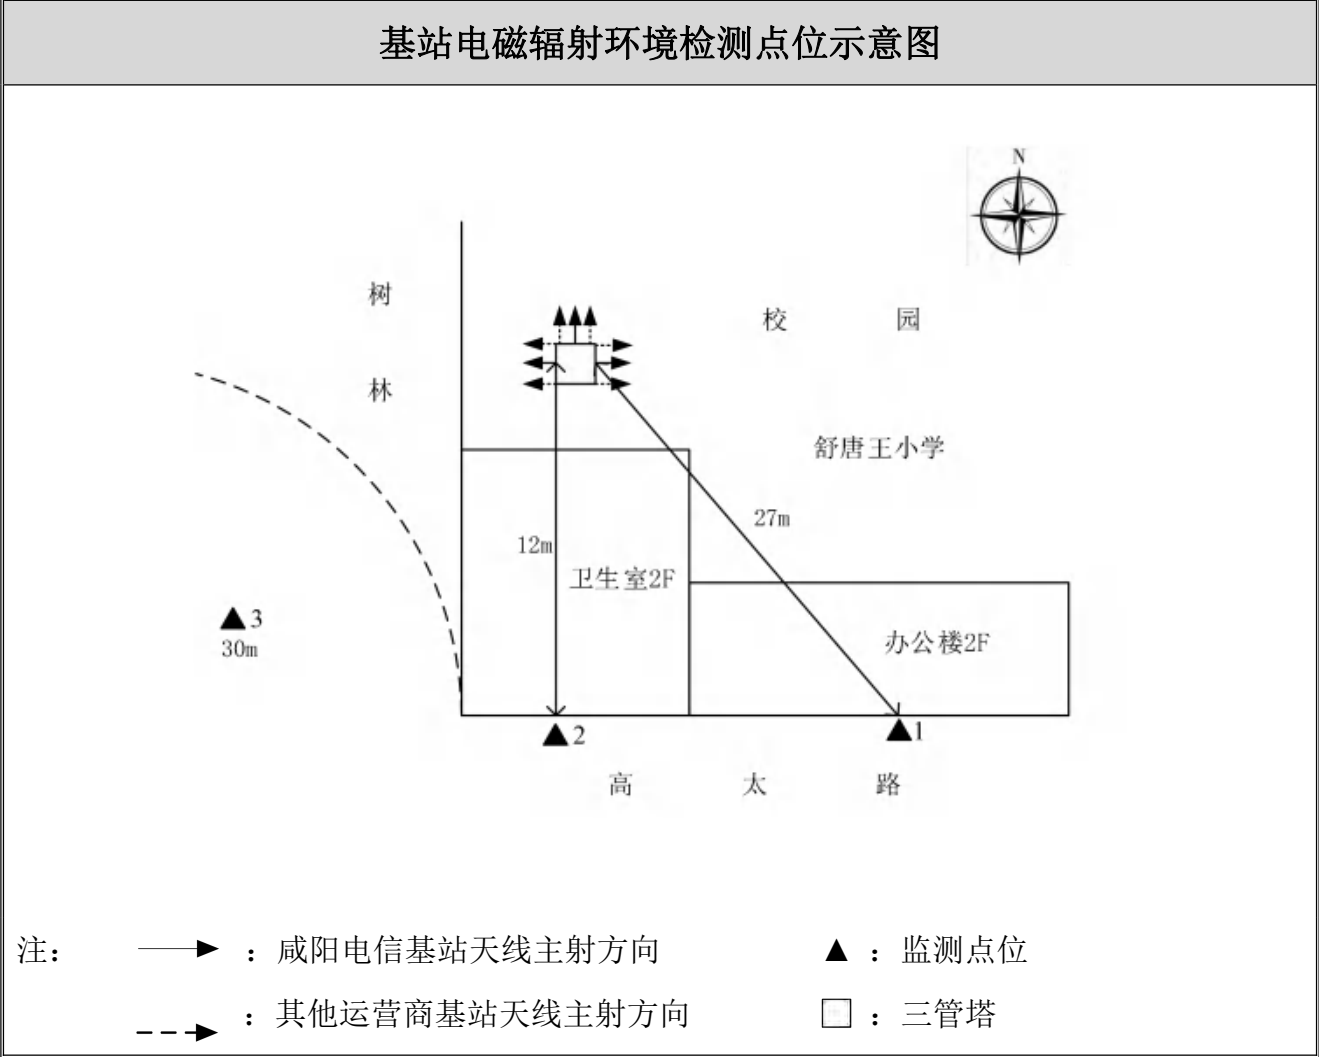 基站电磁辐射环境检测点位示意图
N
树
林
校 园
舒唐王小学
27m
12m
卫生室2F
办公楼2F
3
30m
2
1
高 太 路
注： ：咸阳电信基站天线主射方向 ：监测点位
：其他运营商基站天线主射方向 ：三管塔